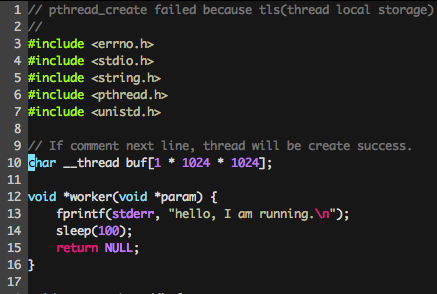 1 // pthread_create failed because tls(thread local storage)
2 //
3 #include <errno.h>
4 #include <stdio.h>
5 #include <string.h>
6 #include <pthread.h>
7 #include <unistd.h>
8
9 // If comment next line, thread will be create success.
10 char __thread buf[1 * 1024 * 1024];
11
12 void *worker(void *param) {
13     fprintf(stderr, "hello, I am running.\n");
14     sleep(100);
15     return NULL;
16 }
17